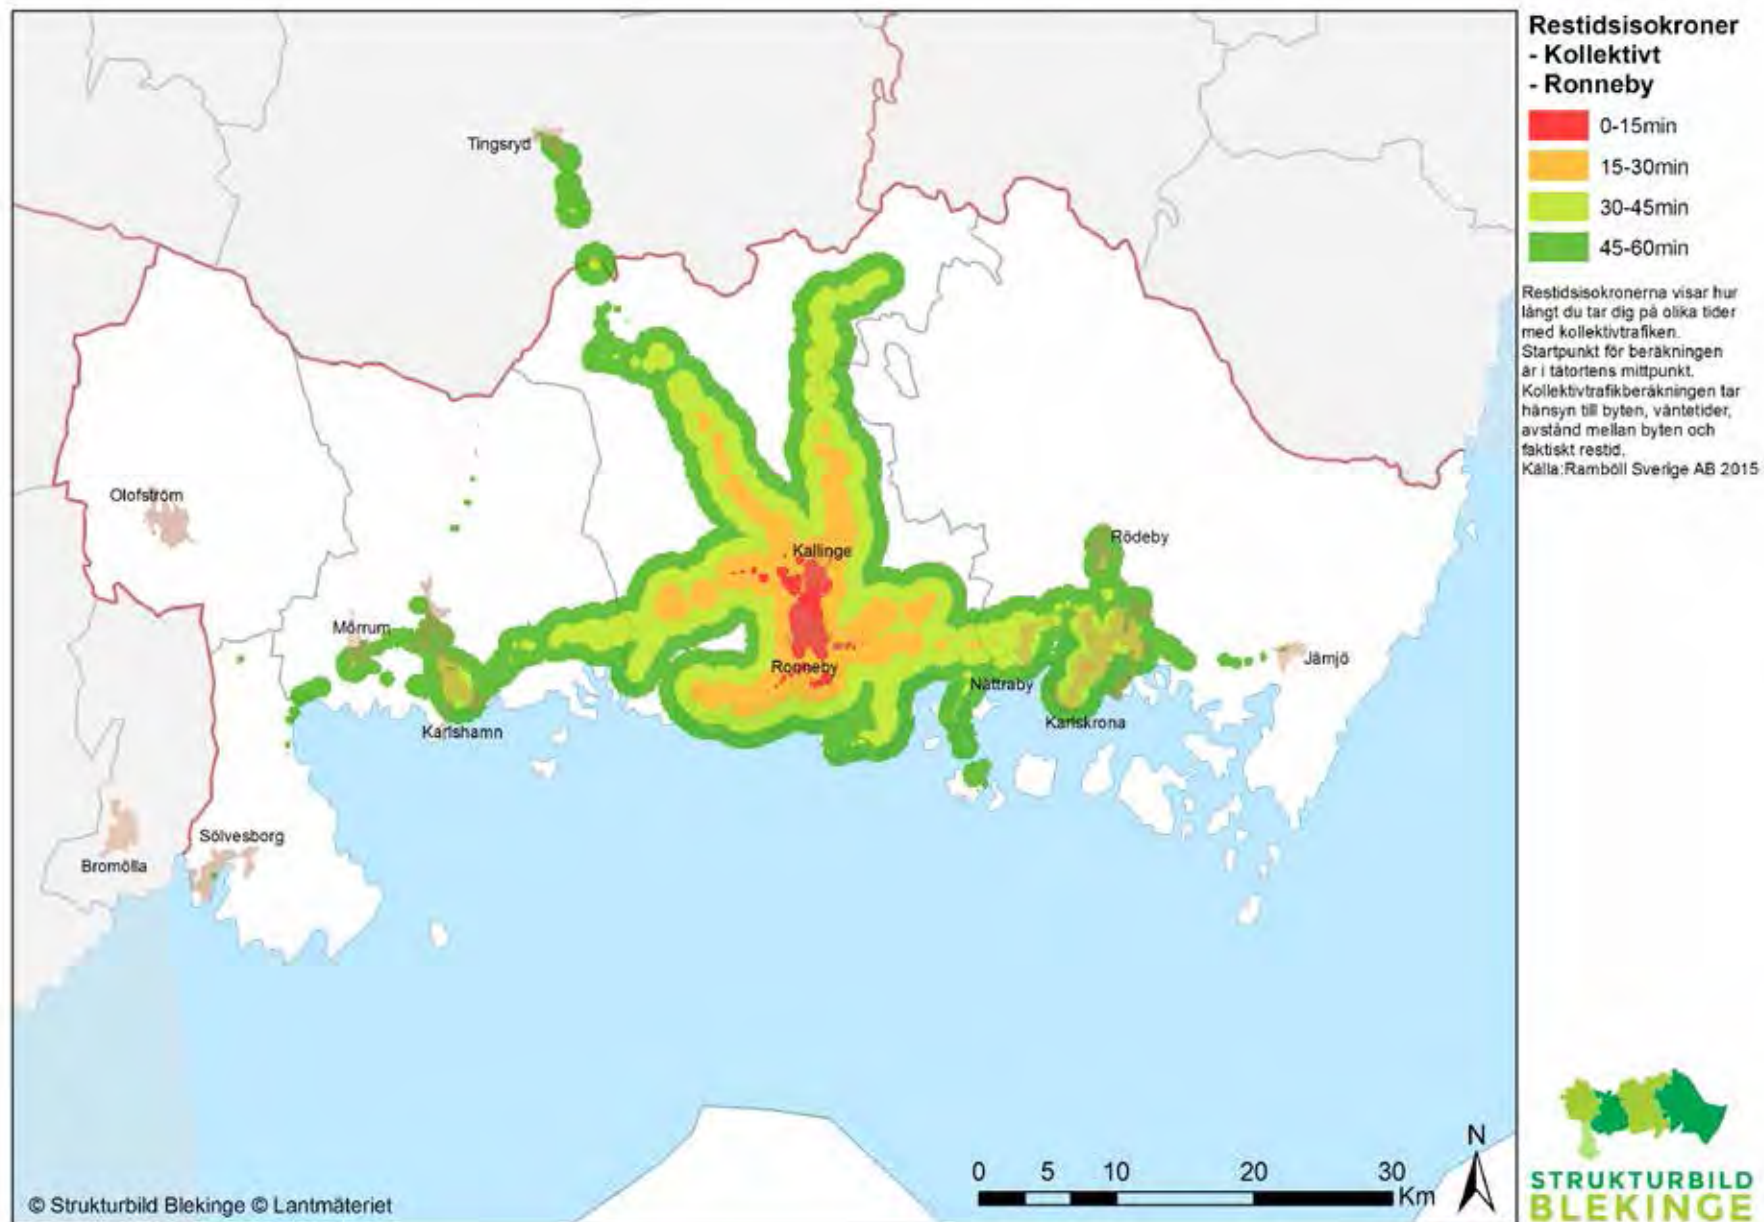 Restidsisokroner
- Kollektivt
- Ronneby
0-15min
15-30min
30-45min
45-60min
Restidsisokronerna visar hur
långt du tar dig på olika tider
med kollektivtrafiken.
Startpunkt för beräkningen
är i tätortens mittpunkt.
Kollektivtrafikberäkningen tar
hänsyn till byten, väntetider,
avstånd mellan byten och
faktiskt restid.
Källa:Ramböll Sverige AB 2015
Tingsryd
Olofström
Kallinge
Rödeby
Mörrum
Jämjö
Ronneby
Nättraby
Karlshamn
Karlskrona
Sölvesborg
Bromölla
N
0 5 10 20 30
Km
© Strukturbild Blekinge © Lantmäteriet
STRUKTURBILD
BLEKINGE